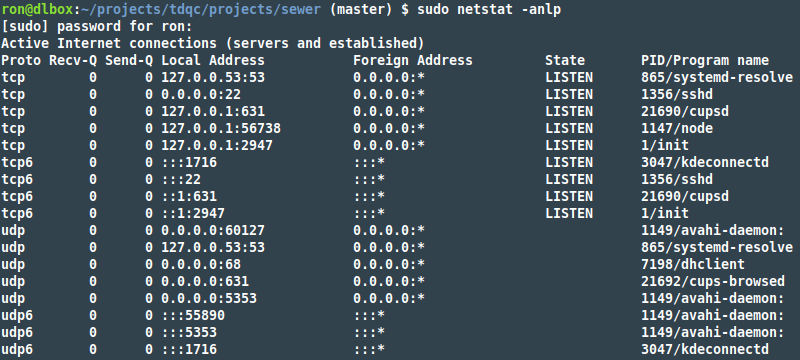 ron@dlbox:~/projects/tdqc/projects/sewer (master) $ sudo netstat -anlp
[sudo] password for ron:
Active Internet connections (servers and established)
Proto Recv-Q Send-Q Local Address           Foreign Address         State       PID/Program name
tcp        0      0 127.0.0.53:53           0.0.0.0:*               LISTEN      865/systemd-resolve
tcp        0      0 0.0.0.0:22              0.0.0.0:*               LISTEN      1356/sshd
tcp        0      0 127.0.0.1:631           0.0.0.0:*               LISTEN      21690/cupsd
tcp        0      0 127.0.0.1:56738         0.0.0.0:*               LISTEN      1147/node
tcp        0      0 127.0.0.1:2947          0.0.0.0:*               LISTEN      1/init
tcp6       0      0 :::1716                 :::*                    LISTEN      3047/kdeconnectd
tcp6       0      0 :::22                   :::*                    LISTEN      1356/sshd
tcp6       0      0 ::1:631                 :::*                    LISTEN      21690/cupsd
tcp6       0      0 ::1:2947                :::*                    LISTEN      1/init
udp        0      0 0.0.0.0:60127           0.0.0.0:*                           1149/avahi-daemon:
udp        0      0 127.0.0.53:53           0.0.0.0:*                           865/systemd-resolve
udp        0      0 0.0.0.0:68              0.0.0.0:*                           7198/dhclient
udp        0      0 0.0.0.0:631             0.0.0.0:*                           21692/cups-browsed
udp        0      0 0.0.0.0:5353            0.0.0.0:*                           1149/avahi-daemon:
udp6       0      0 :::55890                :::*                                1149/avahi-daemon:
udp6       0      0 :::5353                 :::*                                1149/avahi-daemon:
udp6       0      0 :::1716                 :::*                                3047/kdeconnectd